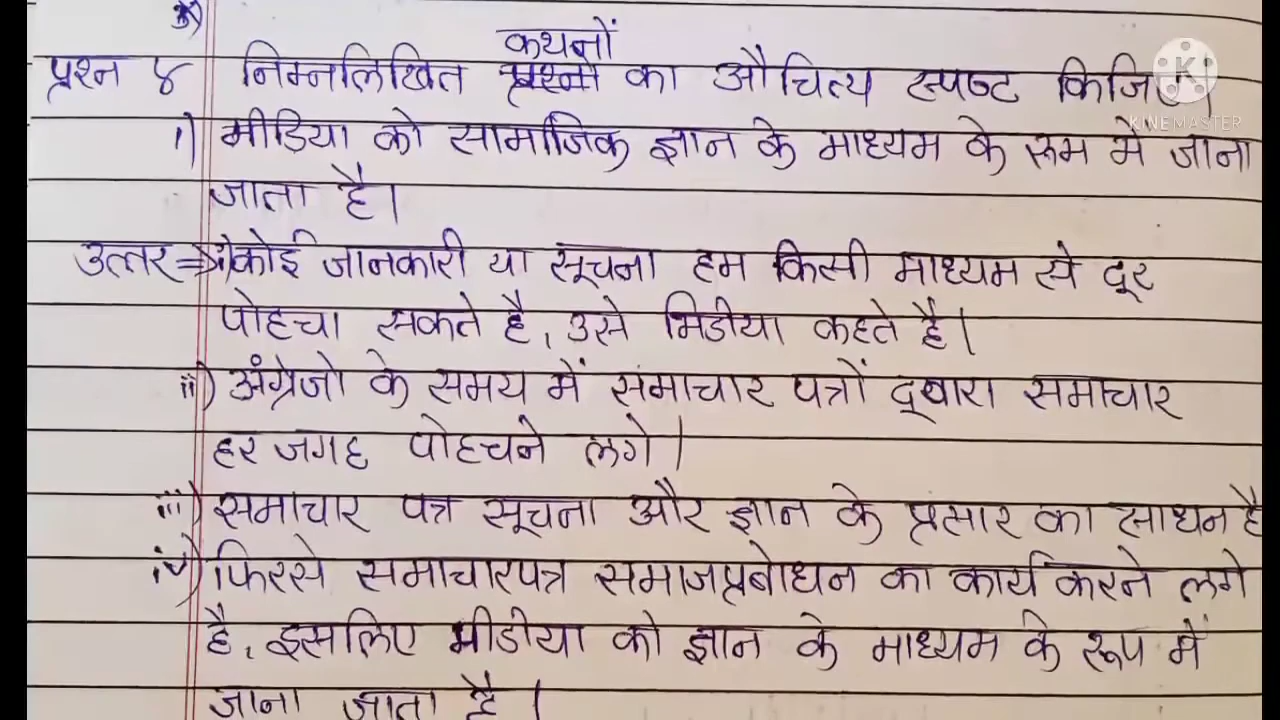 कथनों
प्रश्न ४ निम्नलिखित प्रश्नों का औचित्य स्पष्ट किजिए।
i) मीडिया को सामाजिक ज्ञान के माध्यम के रूम में जाना
जाता है।
उत्तर ⇒ i) कोई जानकारी या सूचना हम किसी माध्यम से दूर
पोहचा सकते है, उसे मिडीया कहते है।
ii) अंग्रेजो के समय में समाचार पत्रों द्वारा समाचार
हर जगह पोहचने लगे।
iii) समाचार पत्र सूचना और ज्ञान के प्रसार का साधन है
iv) फिरसे समाचारपत्र समाजप्रबोधन का कार्य करने लगे
है, इसलिए मीडीया को ज्ञान के माध्यम के रूप में
जाना जाता है।
KINEMASTER